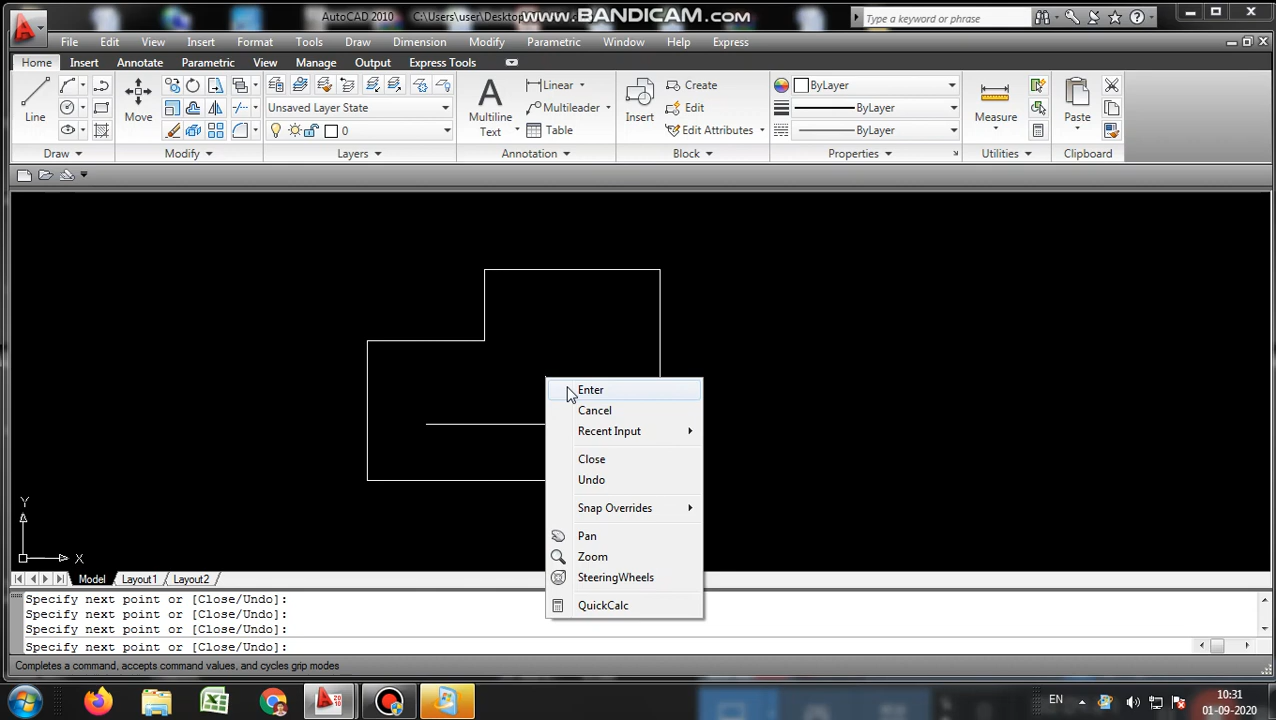 AutoCAD 2010 C:\Users\user\Desktop
www.BANDICAM.com
Type a keyword or phrase
File Edit View Insert Format Tools Draw Dimension Modify Parametric Window Help Express
Home Insert Annotate Parametric View Manage Output Express Tools
Line
Move
Unsaved Layer State
0
Multiline
Text
Linear
Multileader
Table
Insert
Create
Edit
Edit Attributes
ByLayer
ByLayer
ByLayer
Measure
Paste
Draw Modify Layers Annotation Block Properties Utilities Clipboard
Enter
Cancel
Recent Input
Close
Undo
Snap Overrides
Pan
Zoom
SteeringWheels
QuickCalc
Y
X
Model Layout1 Layout2
Specify next point or [Close/Undo]:
Specify next point or [Close/Undo]:
Specify next point or [Close/Undo]:
Specify next point or [Close/Undo]:
Completes a command, accepts command values, and cycles grip modes
EN
10:31
01-09-2020